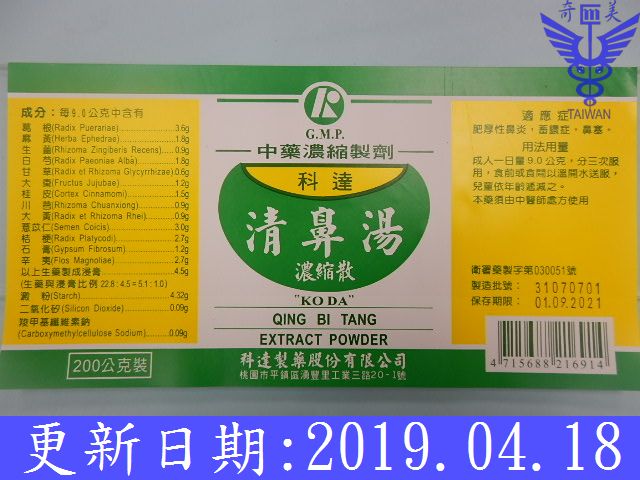 奇美
TAIWAN
成分：每9.0公克中含有
葛根(Radix Puerariae)3.6g
麻黃(Herba Ephedrae)1.8g
生薑(Rhizoma Zingiberis Recens)0.9g
白芍(Radix Paeoniae Alba)1.8g
甘草(Radix et Rhizoma Glycyrrhizae)0.6g
大棗(Fructus Jujubae)1.2g
桂皮(Cortex Cinnamomi)1.5g
川芎(Rhizoma Chuanxiong)0.9g
大黃(Radix et Rhizoma Rhei)0.9g
薏苡仁(Semen Coicis)3.0g
桔梗(Radix Platycodi)2.7g
石膏(Gypsum Fibrosum)1.2g
辛夷(Flos Magnoliae)2.7g
以上生藥製成浸膏4.5g
(生藥與浸膏比例22.8：4.5=5.1：1.0)
澱粉(Starch)4.32g
二氧化矽(Silicon Dioxide)0.09g
羧甲基纖維素鈉
(Carboxymethylcellulose Sodium)0.09g
200公克裝
R
G.M.P.
中藥濃縮製劑
科達
清鼻湯
濃縮散
"KO DA"
QING BI TANG
EXTRACT POWDER
科達製藥股份有限公司
桃園市平鎮區湧豐里工業三路20-1號
適應症
肥厚性鼻炎，蓄膿症，鼻塞。
用法用量
成人一日量9.0公克，分三次服
用，食前或食間以溫開水送服，
兒童依年齡遞減之。
本藥須由中醫師處方使用
衛署藥製字第030051號
製造批號：31070701
保存期限：01.09.2021
4715688216914
更新日期:2019.04.18